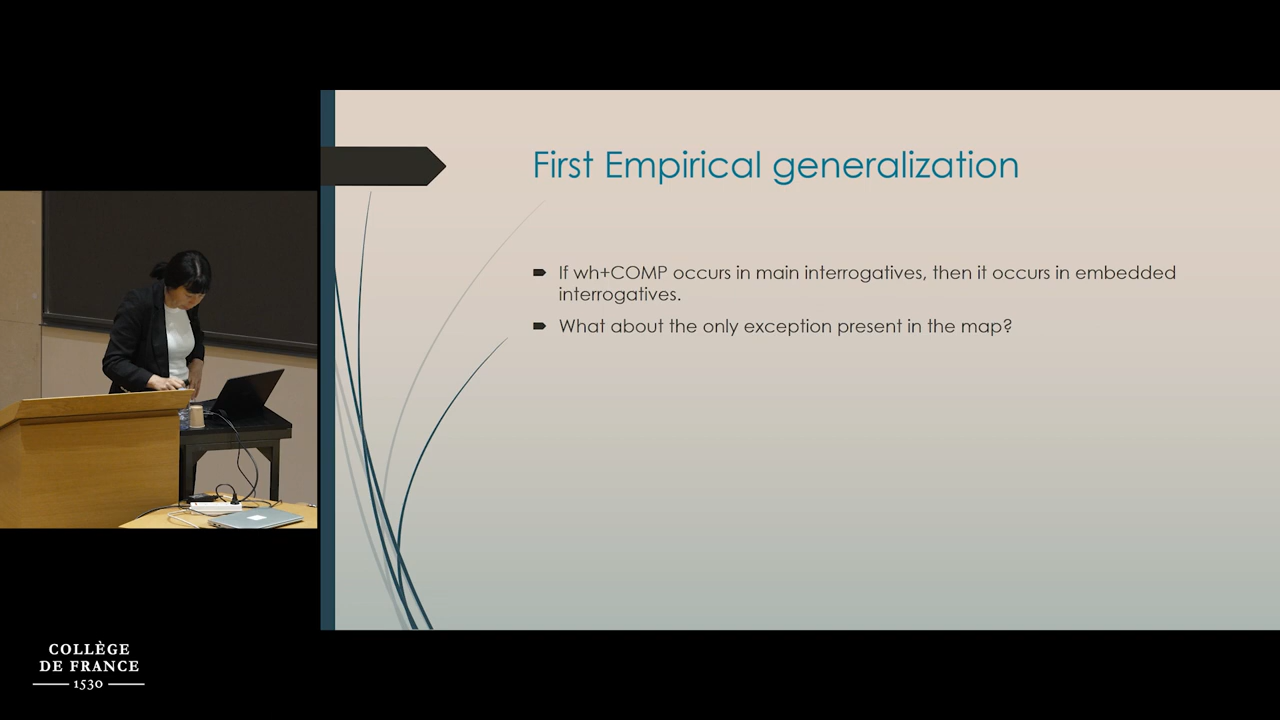 First Empirical generalization
If wh+COMP occurs in main interrogatives, then it occurs in embedded
interrogatives.
What about the only exception present in the map?
COLLÈGE
DE FRANCE
1530